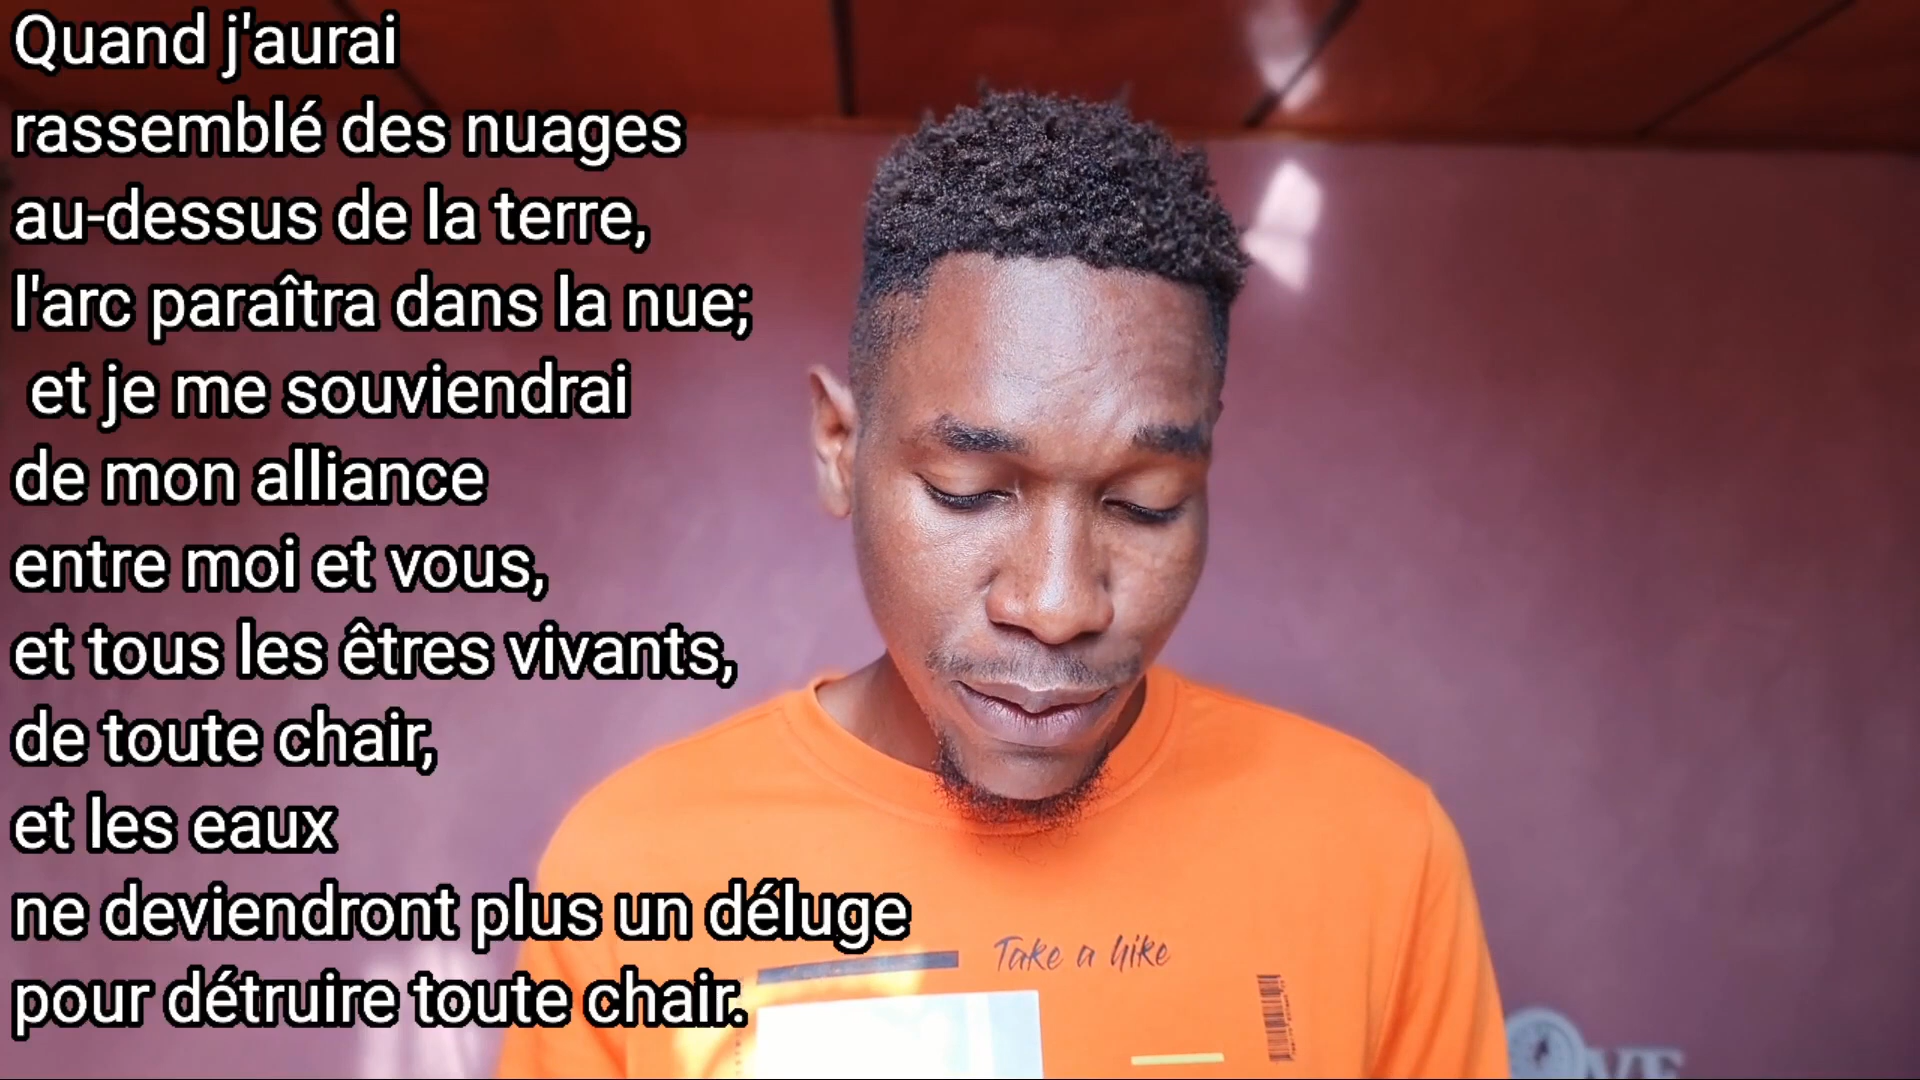 Quand j'aurai
rassemblé des nuages
au-dessus de la terre,
l'arc paraîtra dans la nue;
et je me souviendrai
de mon alliance
entre moi et vous,
et tous les êtres vivants,
de toute chair,
et les eaux
ne deviendront plus un déluge
pour détruire toute chair.
Take a hike